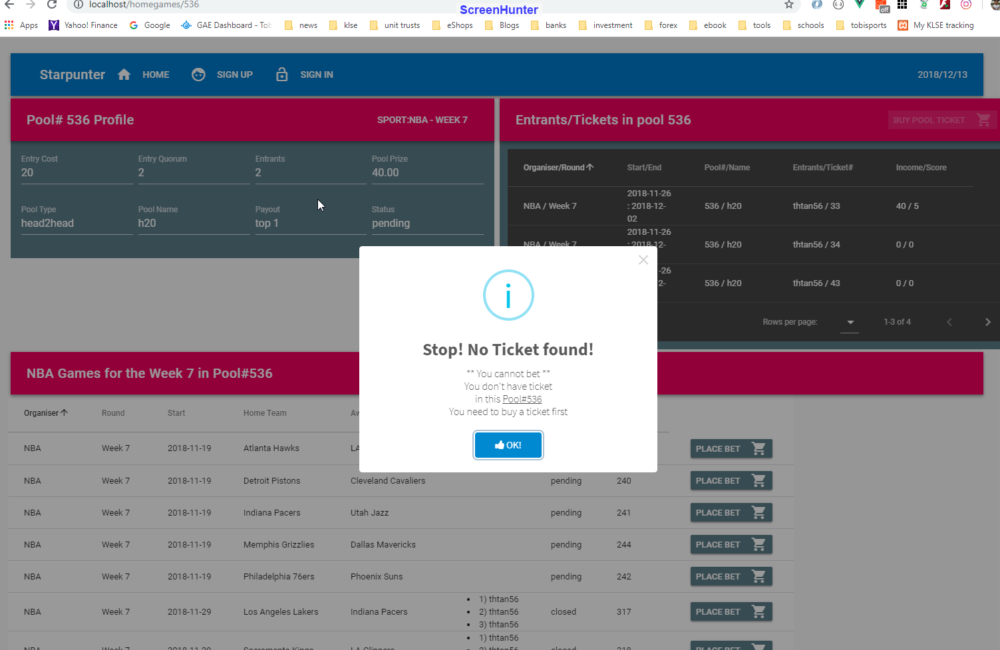 localhost/homegames/536
ScreenHunter
off
Apps Yahoo! Finance Google GAE Dashboard - Tob news klse unit trusts eShops Blogs banks investment forex ebook tools schools tobisports My KLSE tracking
Starpunter HOME SIGN UP SIGN IN 2018/12/13
Pool# 536 Profile SPORT:NBA - WEEK 7
Entry Cost Entry Quorum Entrants Pool Prize
20 2 2 40.00
Pool Type Pool Name Payout Status
head2head h20 top 1 pending
Entrants/Tickets in pool 536 BUY POOL TICKET
Organiser/Round Start/End Pool#/Name Entrants/Ticket# Income/Score
2018-11-26
NBA / Week 7 : 2018-12- 536 / h20 thtan56 / 33 40 / 5
02
2018-11-26
NBA / Week 7 : 2018-12- 536 / h20 thtan56 / 34 0 / 0
-26
2- 536 / h20 thtan56 / 43 0 / 0
Rows per page: 1-3 of 4
Stop! No Ticket found!
** You cannot bet **
You don't have ticket
in this Pool#536
You need to buy a ticket first
OK!
NBA Games for the Week 7 in Pool#536
Organiser Round Start Home Team Aw
NBA Week 7 2018-11-19 Atlanta Hawks LA PLACE BET
NBA Week 7 2018-11-19 Detroit Pistons Cleveland Cavaliers pending 240 PLACE BET
NBA Week 7 2018-11-19 Indiana Pacers Utah Jazz pending 241 PLACE BET
NBA Week 7 2018-11-19 Memphis Grizzlies Dallas Mavericks pending 244 PLACE BET
NBA Week 7 2018-11-19 Philadelphia 76ers Phoenix Suns pending 242 PLACE BET
1) thtan56
NBA Week 7 2018-11-29 Los Angeles Lakers Indiana Pacers 2) thtan56 closed 317 PLACE BET
3) thtan56
1) thtan56
NBA Week 7 2018-11-29 Sacramento Kings LA Clippers 2) thtan56 closed 318 PLACE BET